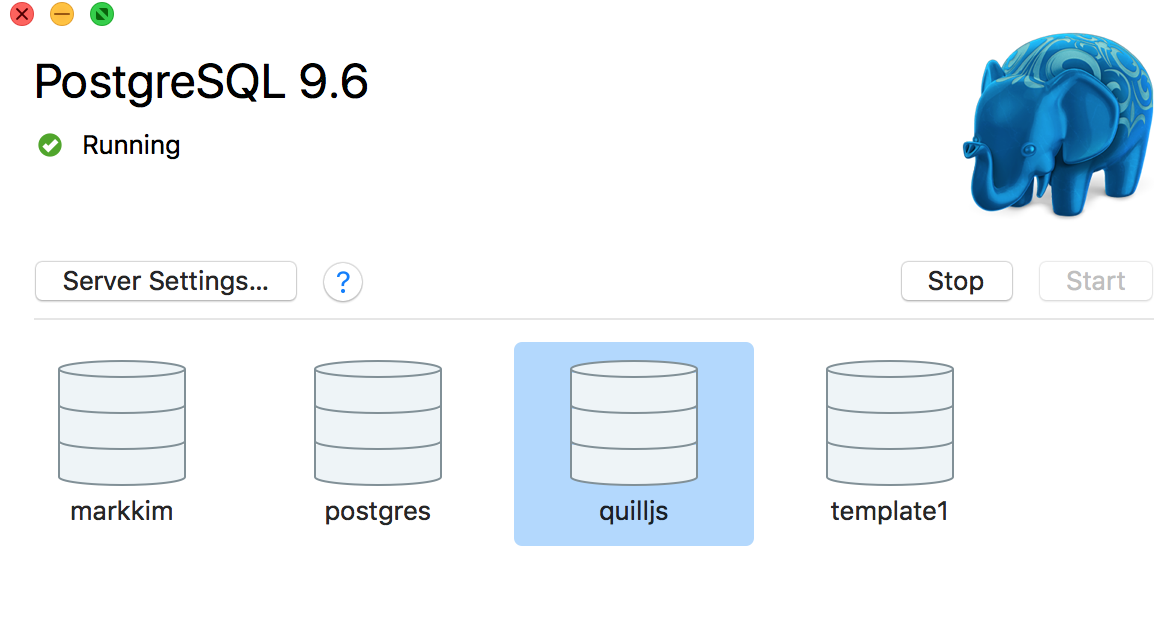 PostgreSQL 9.6
Running
Server Settings...
?
Stop
Start
markkim
postgres
quilljs
template1